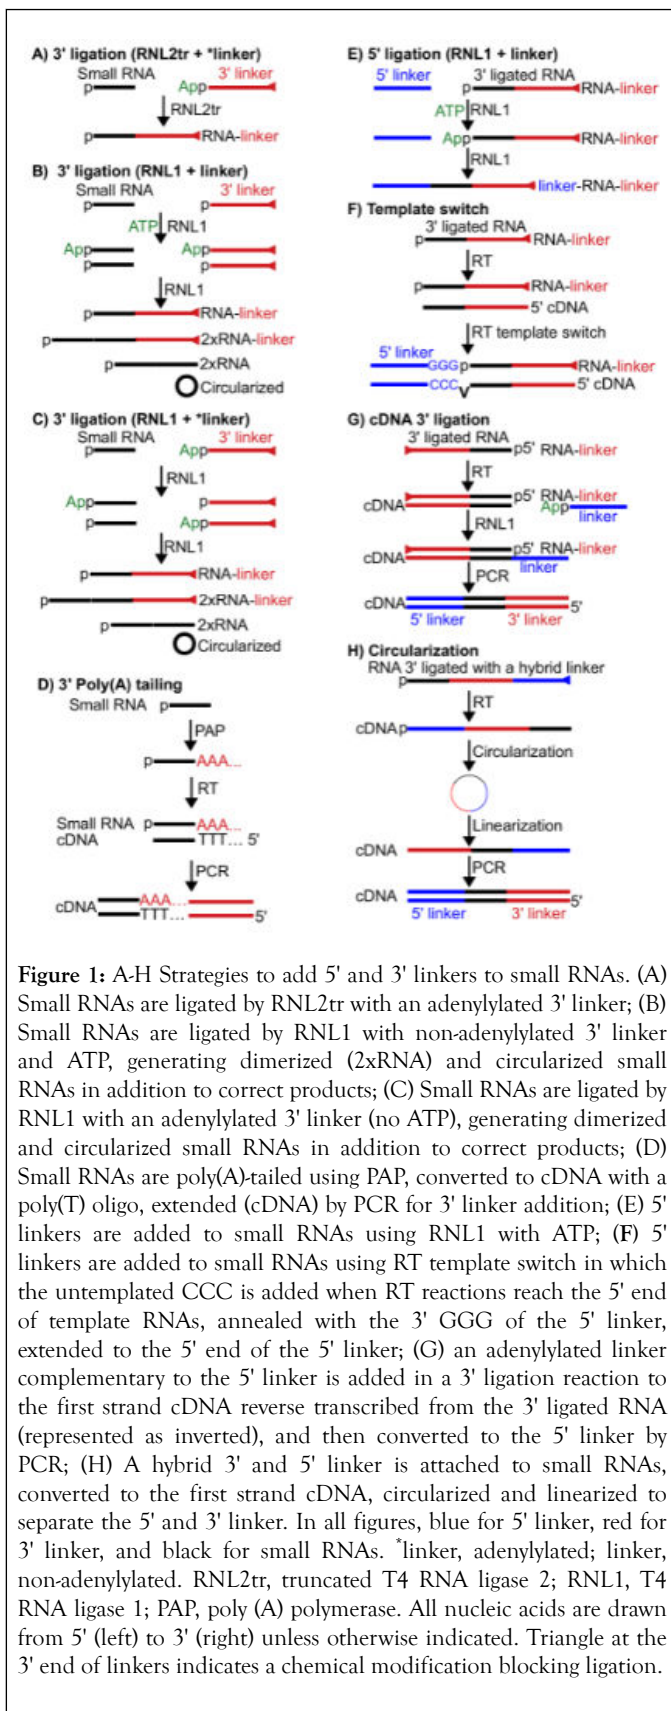 A) 3' ligation (RNL2tr + *linker)
Small RNA 3' linker
p App
RNL2tr
p RNA-linker
B) 3' ligation (RNL1 + linker)
Small RNA 3' linker
p p
ATP RNL1
App App
p p
RNL1
p RNA-linker
p 2xRNA-linker
p 2xRNA
Circularized
C) 3' ligation (RNL1 + *linker)
Small RNA 3' linker
p App
RNL1
App p
p App
RNL1
p RNA-linker
p 2xRNA-linker
p 2xRNA
Circularized
D) 3' Poly(A) tailing
Small RNA p
PAP
p AAA...
RT
Small RNA p AAA...
cDNA TTT... 5'
PCR
cDNA AAA...
TTT... 5'
E) 5' ligation (RNL1 + linker)
5' linker 3' ligated RNA
p RNA-linker
ATP RNL1
App RNA-linker
RNL1
linker-RNA-linker
F) Template switch
3' ligated RNA
p RNA-linker
RT
p RNA-linker
5' cDNA
RT template switch
5' linker
GGG p RNA-linker
CCC 5' cDNA
G) cDNA 3' ligation
3' ligated RNA
p5' RNA-linker
RT
p5' RNA-linker
cDNA App
RNL1 linker
p5' RNA-linker
cDNA linker
PCR
cDNA 5'
5' linker 3' linker
H) Circularization
RNA 3' ligated with a hybrid linker
p
RT
cDNA p
Circularization
Linearization
cDNA
PCR
cDNA 5'
5' linker 3' linker
Figure 1: A-H Strategies to add 5' and 3' linkers to small RNAs. (A)
Small RNAs are ligated by RNL2tr with an adenylylated 3' linker; (B)
Small RNAs are ligated by RNL1 with non-adenylylated 3' linker
and ATP, generating dimerized (2xRNA) and circularized small
RNAs in addition to correct products; (C) Small RNAs are ligated by
RNL1 with an adenylylated 3' linker (no ATP), generating dimerized
and circularized small RNAs in addition to correct products; (D)
Small RNAs are poly(A)-tailed using PAP, converted to cDNA with a
poly(T) oligo, extended (cDNA) by PCR for 3' linker addition; (E) 5'
linkers are added to small RNAs using RNL1 with ATP; (F) 5'
linkers are added to small RNAs using RT template switch in which
the untemplated CCC is added when RT reactions reach the 5' end
of template RNAs, annealed with the 3' GGG of the 5' linker,
extended to the 5' end of the 5' linker; (G) an adenylylated linker
complementary to the 5' linker is added in a 3' ligation reaction to
the first strand cDNA reverse transcribed from the 3' ligated RNA
(represented as inverted), and then converted to the 5' linker by
PCR; (H) A hybrid 3' and 5' linker is attached to small RNAs,
converted to the first strand cDNA, circularized and linearized to
separate the 5' and 3' linker. In all figures, blue for 5' linker, red for
3' linker, and black for small RNAs. *linker, adenylylated; linker,
non-adenylylated. RNL2tr, truncated T4 RNA ligase 2; RNL1, T4
RNA ligase 1; PAP, poly (A) polymerase. All nucleic acids are drawn
from 5' (left) to 3' (right) unless otherwise indicated. Triangle at the
3' end of linkers indicates a chemical modification blocking ligation.